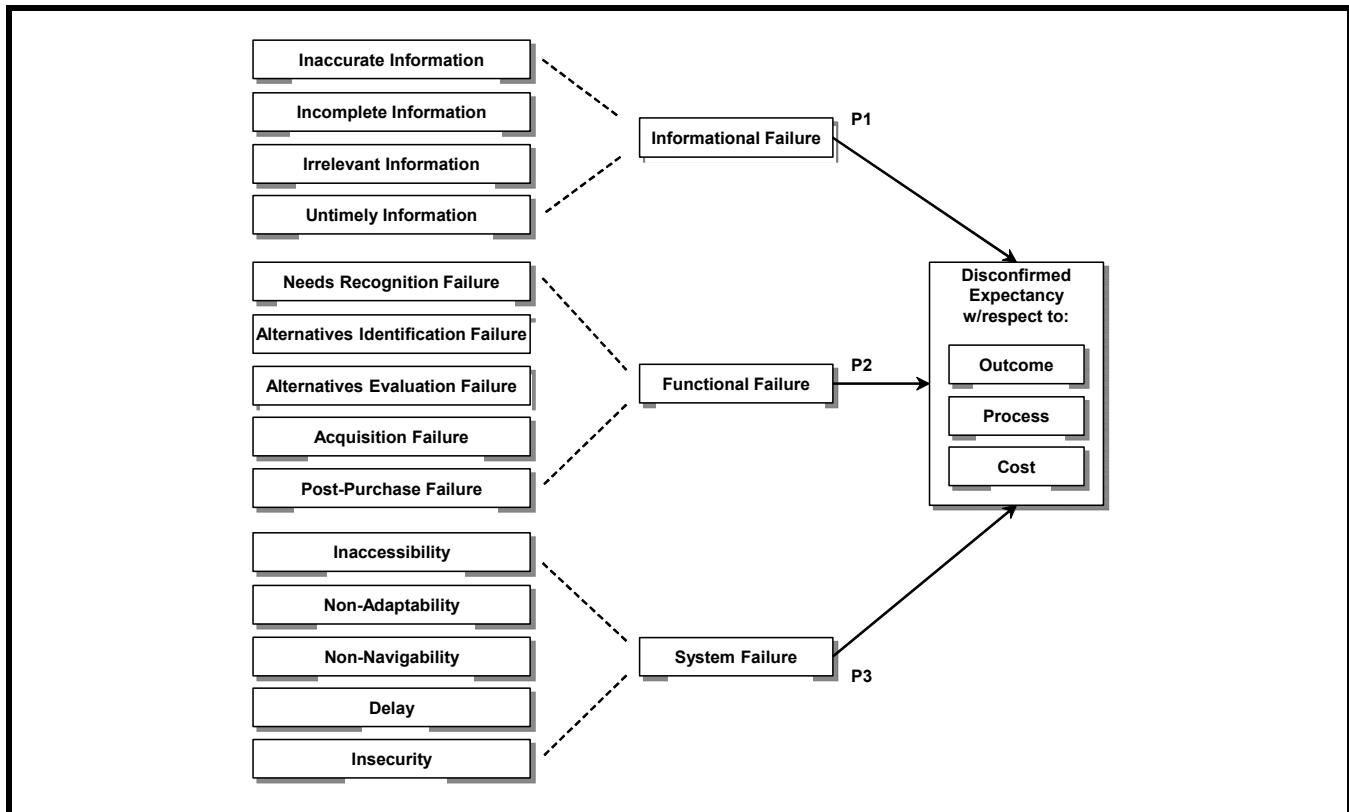 Inaccurate Information
Incomplete Information
Irrelevant Information
Untimely Information
Informational Failure
P1
Needs Recognition Failure
Alternatives Identification Failure
Alternatives Evaluation Failure
Acquisition Failure
Post-Purchase Failure
Functional Failure
P2
Inaccessibility
Non-Adaptability
Non-Navigability
Delay
Insecurity
System Failure
P3
Disconfirmed
Expectancy
w/respect to:
Outcome
Process
Cost